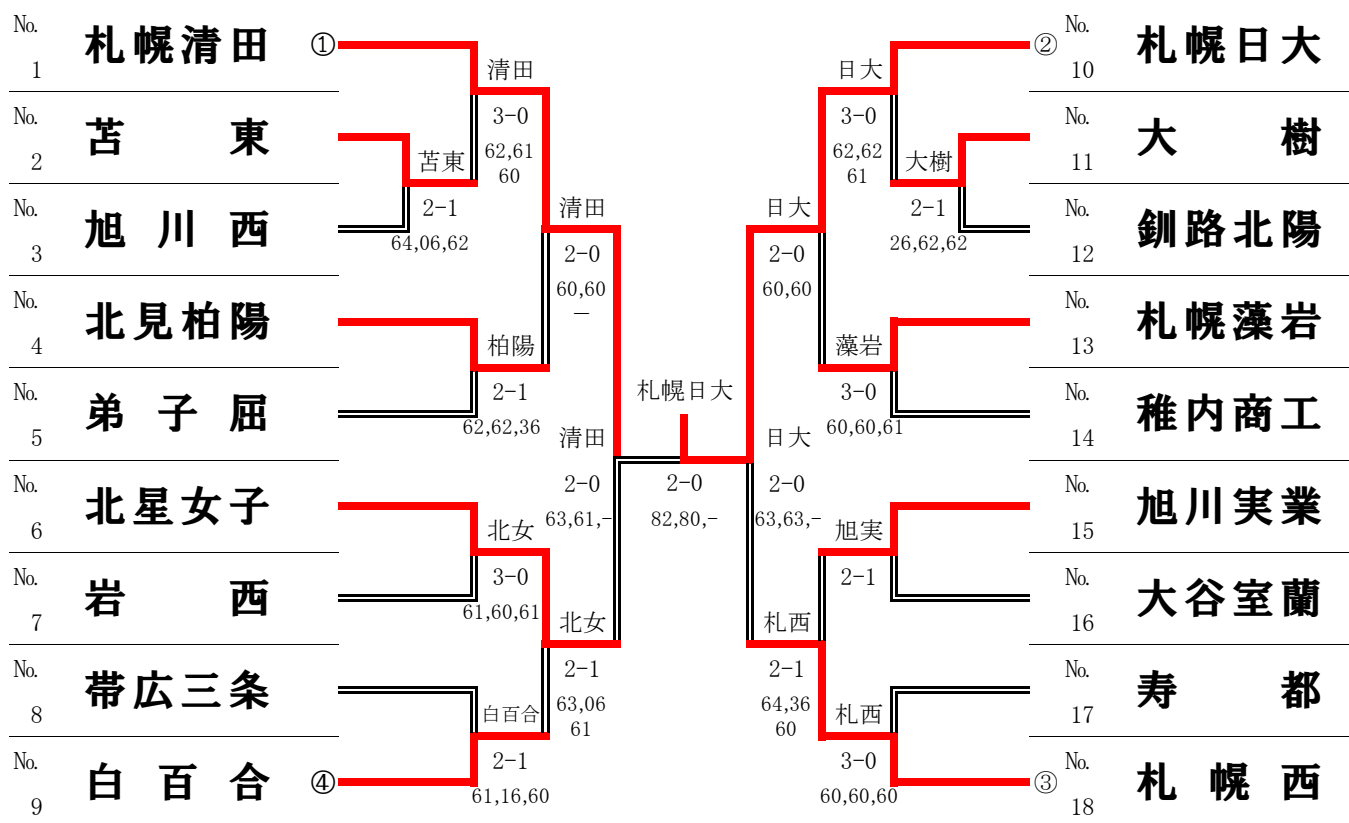 No. 1 札幌清田 ①
No. 2 苫東
No. 3 旭川西
No. 4 北見柏陽
No. 5 弟子屈
No. 6 北星女子
No. 7 岩西
No. 8 帯広三条
No. 9 白百合 ④
清田
3-0
62,61
60
苫東
2-1
64,06,62
清田
2-0
60,60
－
柏陽
2-1
62,62,36
清田
2-0
63,61,-
北女
3-0
61,60,61
北女
2-1
63,06
61
白百合
2-1
61,16,60
札幌日大
2-0
82,80,-
日大
3-0
62,62
61
大樹
2-1
26,62,62
日大
2-0
60,60
藻岩
3-0
60,60,61
日大
2-0
63,63,-
旭実
2-1
札西
2-1
64,36
60
札西
3-0
60,60,60
② No. 10 札幌日大
No. 11 大樹
No. 12 釧路北陽
No. 13 札幌藻岩
No. 14 稚内商工
No. 15 旭川実業
No. 16 大谷室蘭
No. 17 寿都
③ No. 18 札幌西